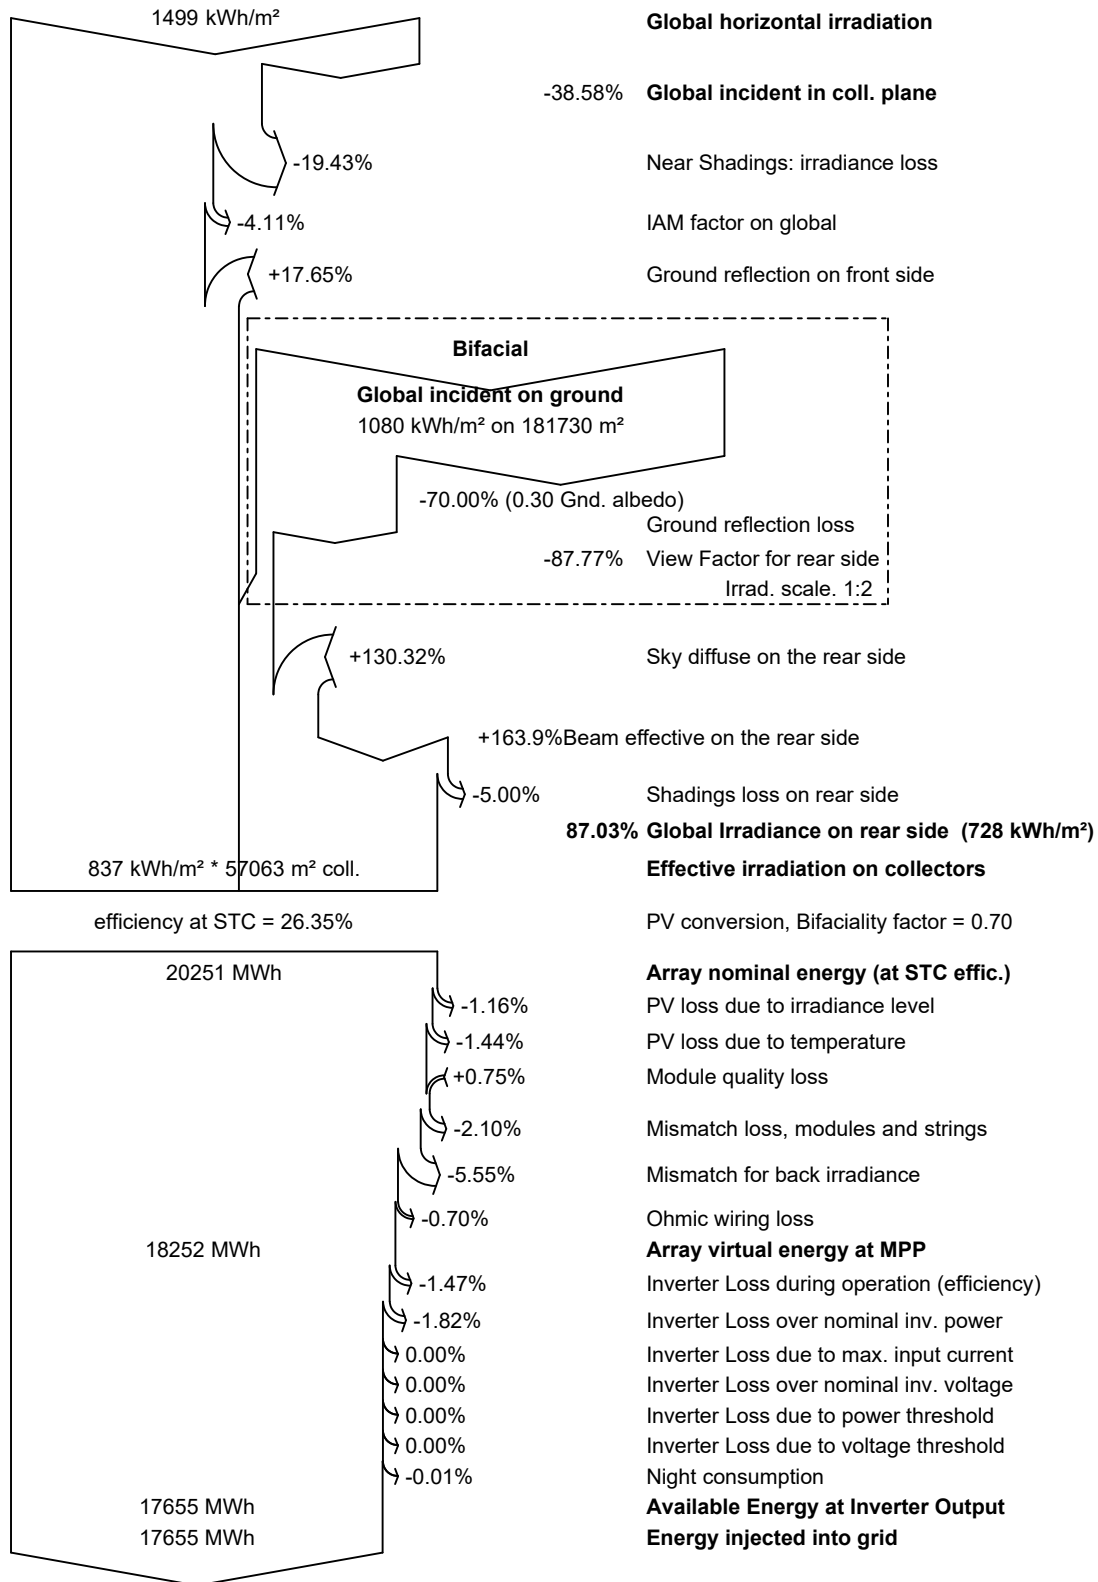 1499 kWh/m² Global horizontal irradiation
-38.58% Global incident in coll. plane
-19.43% Near Shadings: irradiance loss
-4.11% IAM factor on global
+17.65% Ground reflection on front side
Bifacial
Global incident on ground
1080 kWh/m² on 181730 m²
-70.00% (0.30 Gnd. albedo)
Ground reflection loss
-87.77% View Factor for rear side
Irrad. scale. 1:2
+130.32% Sky diffuse on the rear side
+163.9%Beam effective on the rear side
-5.00% Shadings loss on rear side
87.03% Global Irradiance on rear side (728 kWh/m²)
837 kWh/m² * 57063 m² coll. Effective irradiation on collectors
efficiency at STC = 26.35% PV conversion, Bifaciality factor = 0.70
20251 MWh Array nominal energy (at STC effic.)
-1.16% PV loss due to irradiance level
-1.44% PV loss due to temperature
+0.75% Module quality loss
-2.10% Mismatch loss, modules and strings
-5.55% Mismatch for back irradiance
-0.70% Ohmic wiring loss
18252 MWh Array virtual energy at MPP
-1.47% Inverter Loss during operation (efficiency)
-1.82% Inverter Loss over nominal inv. power
0.00% Inverter Loss due to max. input current
0.00% Inverter Loss over nominal inv. voltage
0.00% Inverter Loss due to power threshold
0.00% Inverter Loss due to voltage threshold
-0.01% Night consumption
17655 MWh Available Energy at Inverter Output
17655 MWh Energy injected into grid